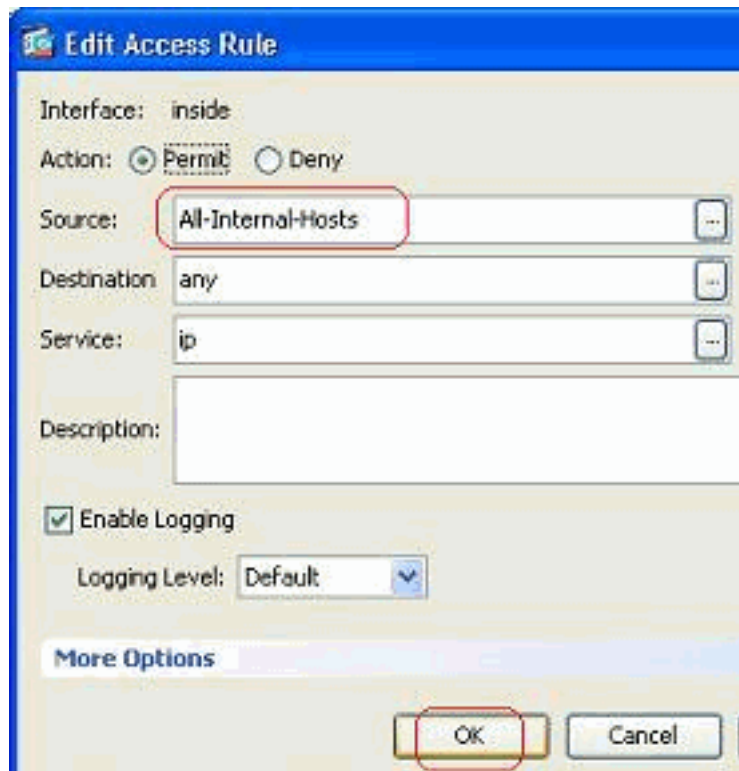 Edit Access Rule
Interface: inside
Action: Permit Deny
Source: All-Internal-Hosts ...
Destination any ...
Service: ip ...
Description:
Enable Logging
Logging Level: Default
More Options
OK Cancel